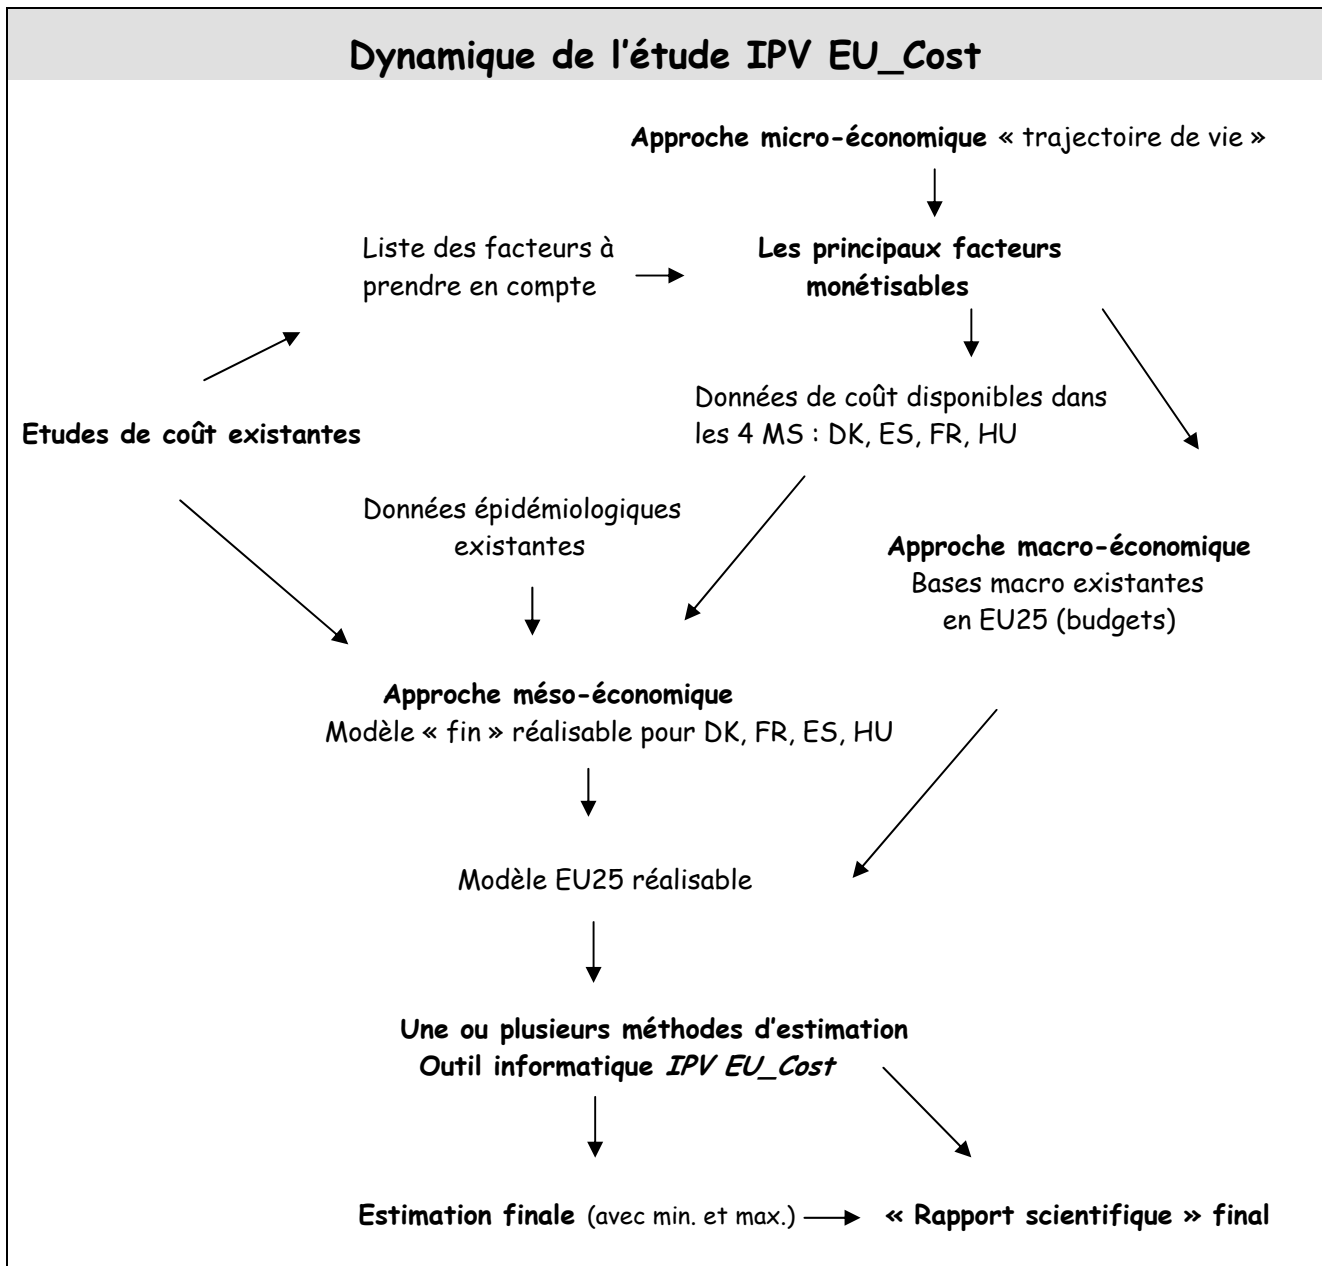 Dynamique de l'étude IPV EU_Cost
Approche micro-économique « trajectoire de vie »
Liste des facteurs à
prendre en compte
Les principaux facteurs
monétisables
Etudes de coût existantes
Données de coût disponibles dans
les 4 MS : DK, ES, FR, HU
Données épidémiologiques
existantes
Approche macro-économique
Bases macro existantes
en EU25 (budgets)
Approche méso-économique
Modèle « fin » réalisable pour DK, FR, ES, HU
Modèle EU25 réalisable
Une ou plusieurs méthodes d'estimation
Outil informatique IPV EU_Cost
Estimation finale (avec min. et max.)
« Rapport scientifique » final